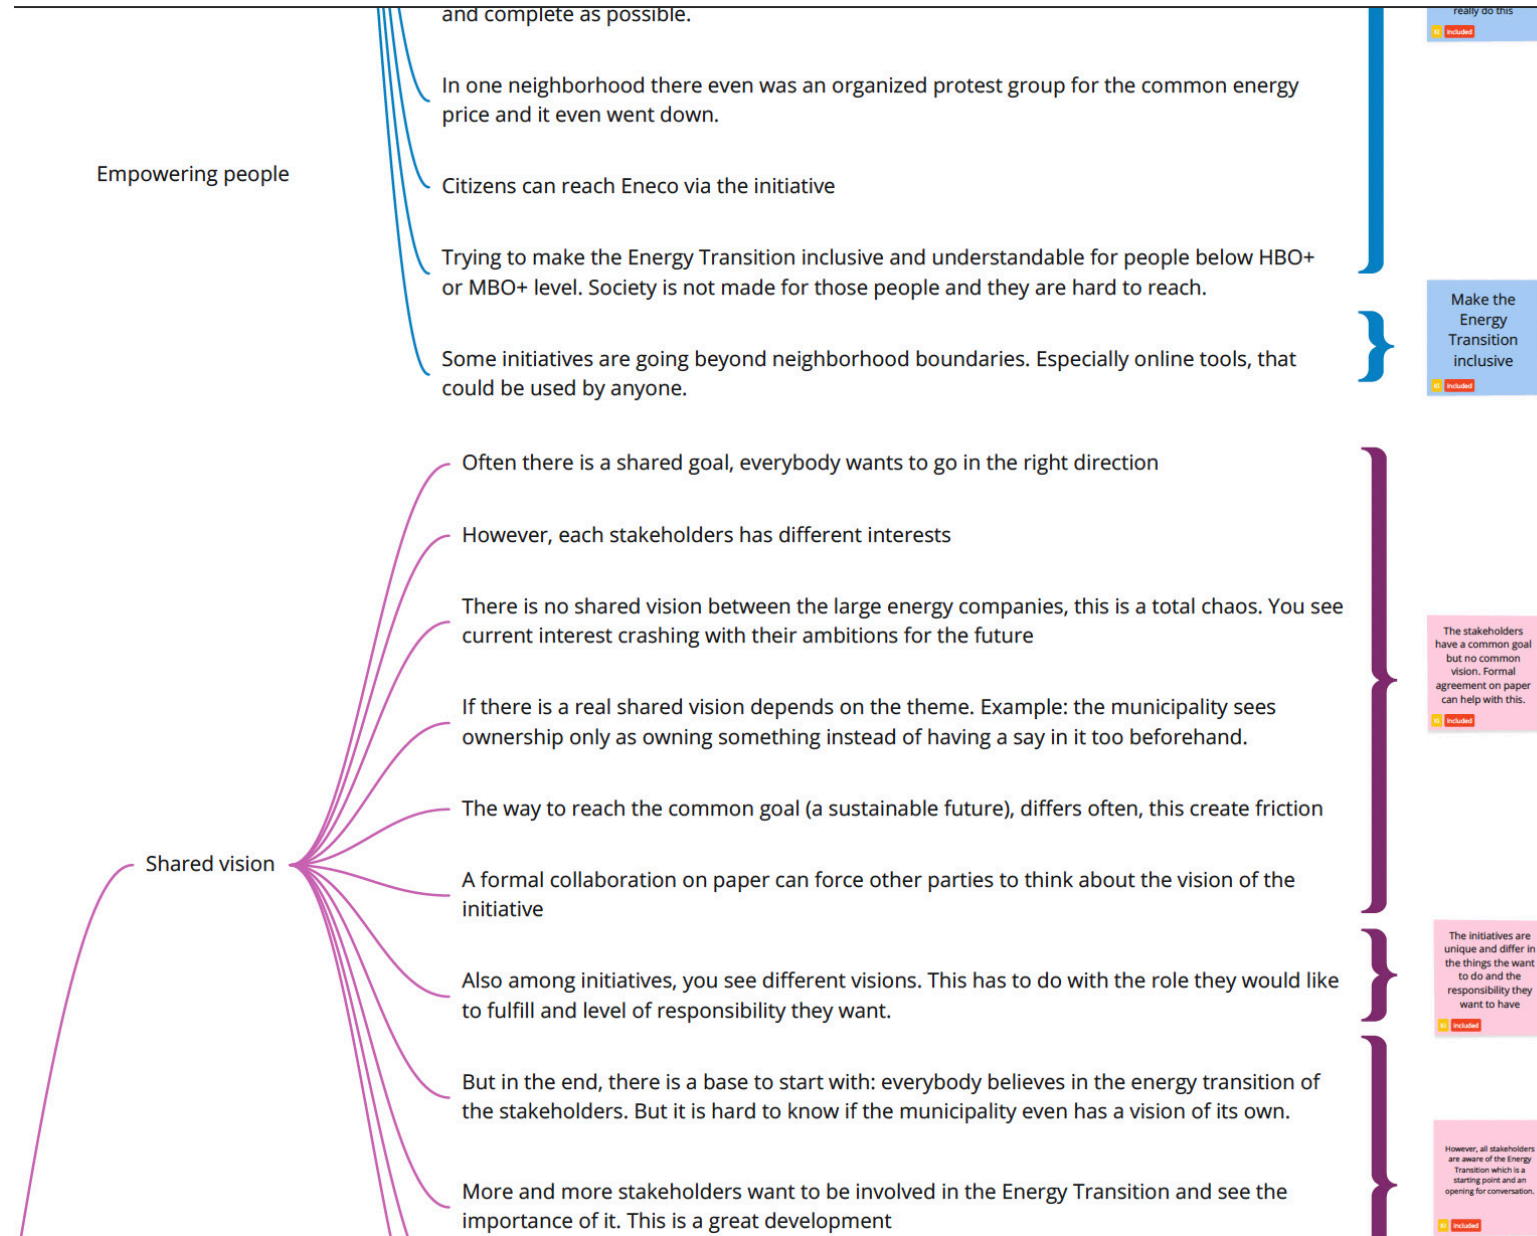 and complete as possible.
really do this
Included
In one neighborhood there even was an organized protest group for the common energy
price and it even went down.
Empowering people
Citizens can reach Eneco via the initiative
Trying to make the Energy Transition inclusive and understandable for people below HBO+
or MBO+ level. Society is not made for those people and they are hard to reach.
Make the
Energy
Transition
inclusive
Included
Some initiatives are going beyond neighborhood boundaries. Especially online tools, that
could be used by anyone.
Often there is a shared goal, everybody wants to go in the right direction
However, each stakeholders has different interests
There is no shared vision between the large energy companies, this is a total chaos. You see
current interest crashing with their ambitions for the future
The stakeholders
have a common goal
but no common
vision. Formal
agreement on paper
can help with this.
Included
If there is a real shared vision depends on the theme. Example: the municipality sees
ownership only as owning something instead of having a say in it too beforehand.
The way to reach the common goal (a sustainable future), differs often, this create friction
Shared vision
A formal collaboration on paper can force other parties to think about the vision of the
initiative
The initiatives are
unique and differ in
the things the want
to do and the
responsibility they
want to have
Included
Also among initiatives, you see different visions. This has to do with the role they would like
to fulfill and level of responsibility they want.
But in the end, there is a base to start with: everybody believes in the energy transition of
the stakeholders. But it is hard to know if the municipality even has a vision of its own.
However, all stakeholders
are aware of the Energy
Transition which is a
starting point and an
opening for conversation.
Included
More and more stakeholders want to be involved in the Energy Transition and see the
importance of it. This is a great development